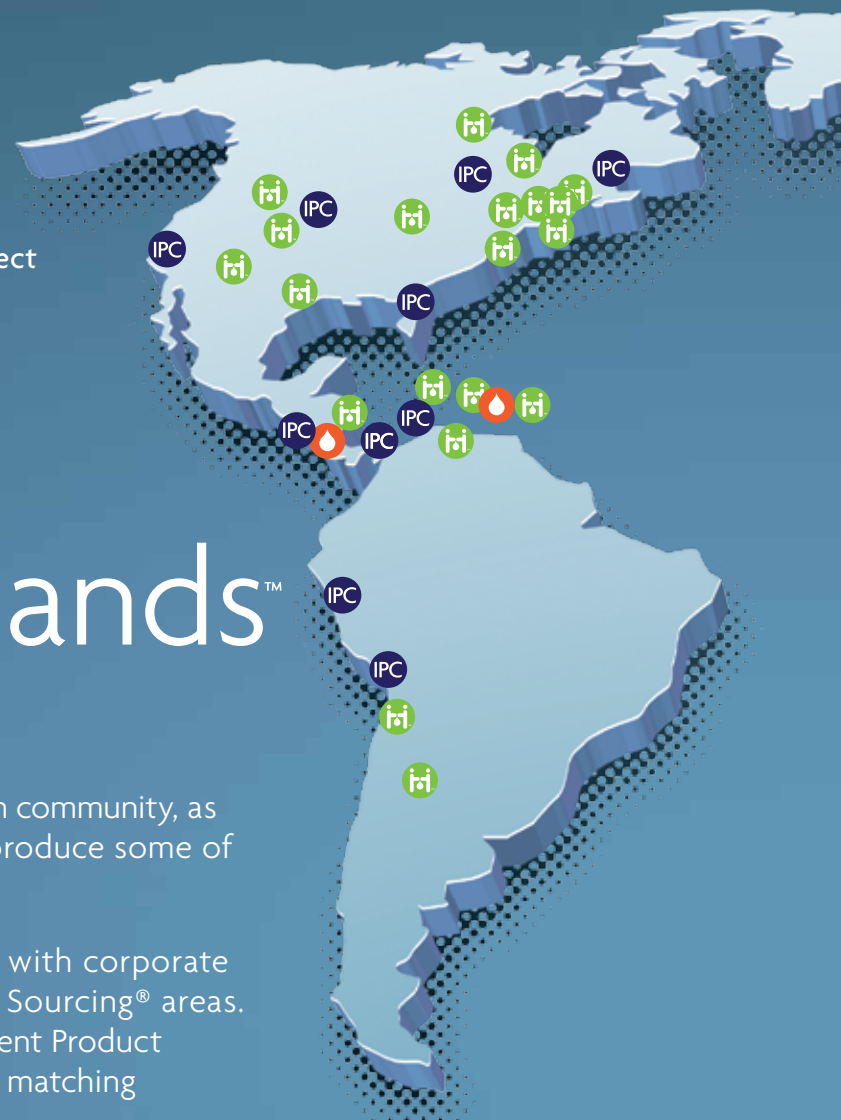 IPC
IPC
IPC
ect
IPC
IPC
IPC
IPC
IPC
ands™
IPC
IPC
n community, as
produce some of
with corporate
Sourcing® areas.
ent Product
matching